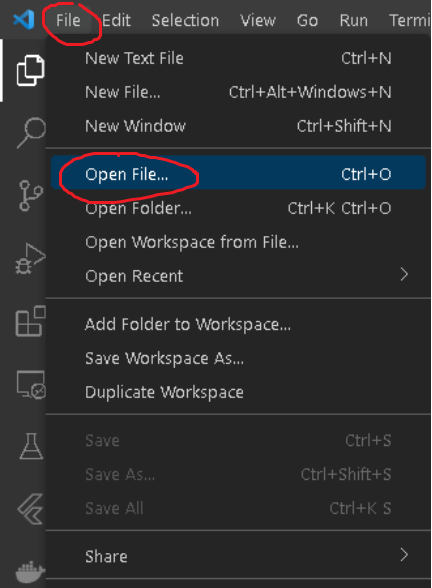 File Edit Selection View Go Run Termi
New Text File Ctrl+N
New File... Ctrl+Alt+Windows+N
New Window Ctrl+Shift+N
Open File... Ctrl+O
Open Folder... Ctrl+K Ctrl+O
Open Workspace from File...
Open Recent
Add Folder to Workspace...
Save Workspace As...
Duplicate Workspace
Save Ctrl+S
Save As... Ctrl+Shift+S
Save All Ctrl+K S
Share